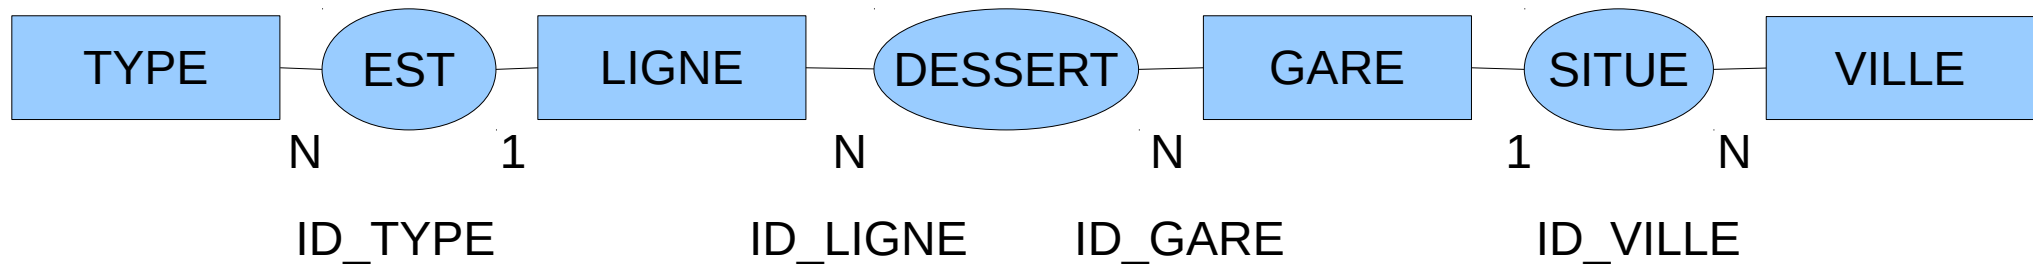 TYPE EST LIGNE DESSERT GARE SITUE VILLE
N 1 N N 1 N
ID_TYPE ID_LIGNE ID_GARE ID_VILLE